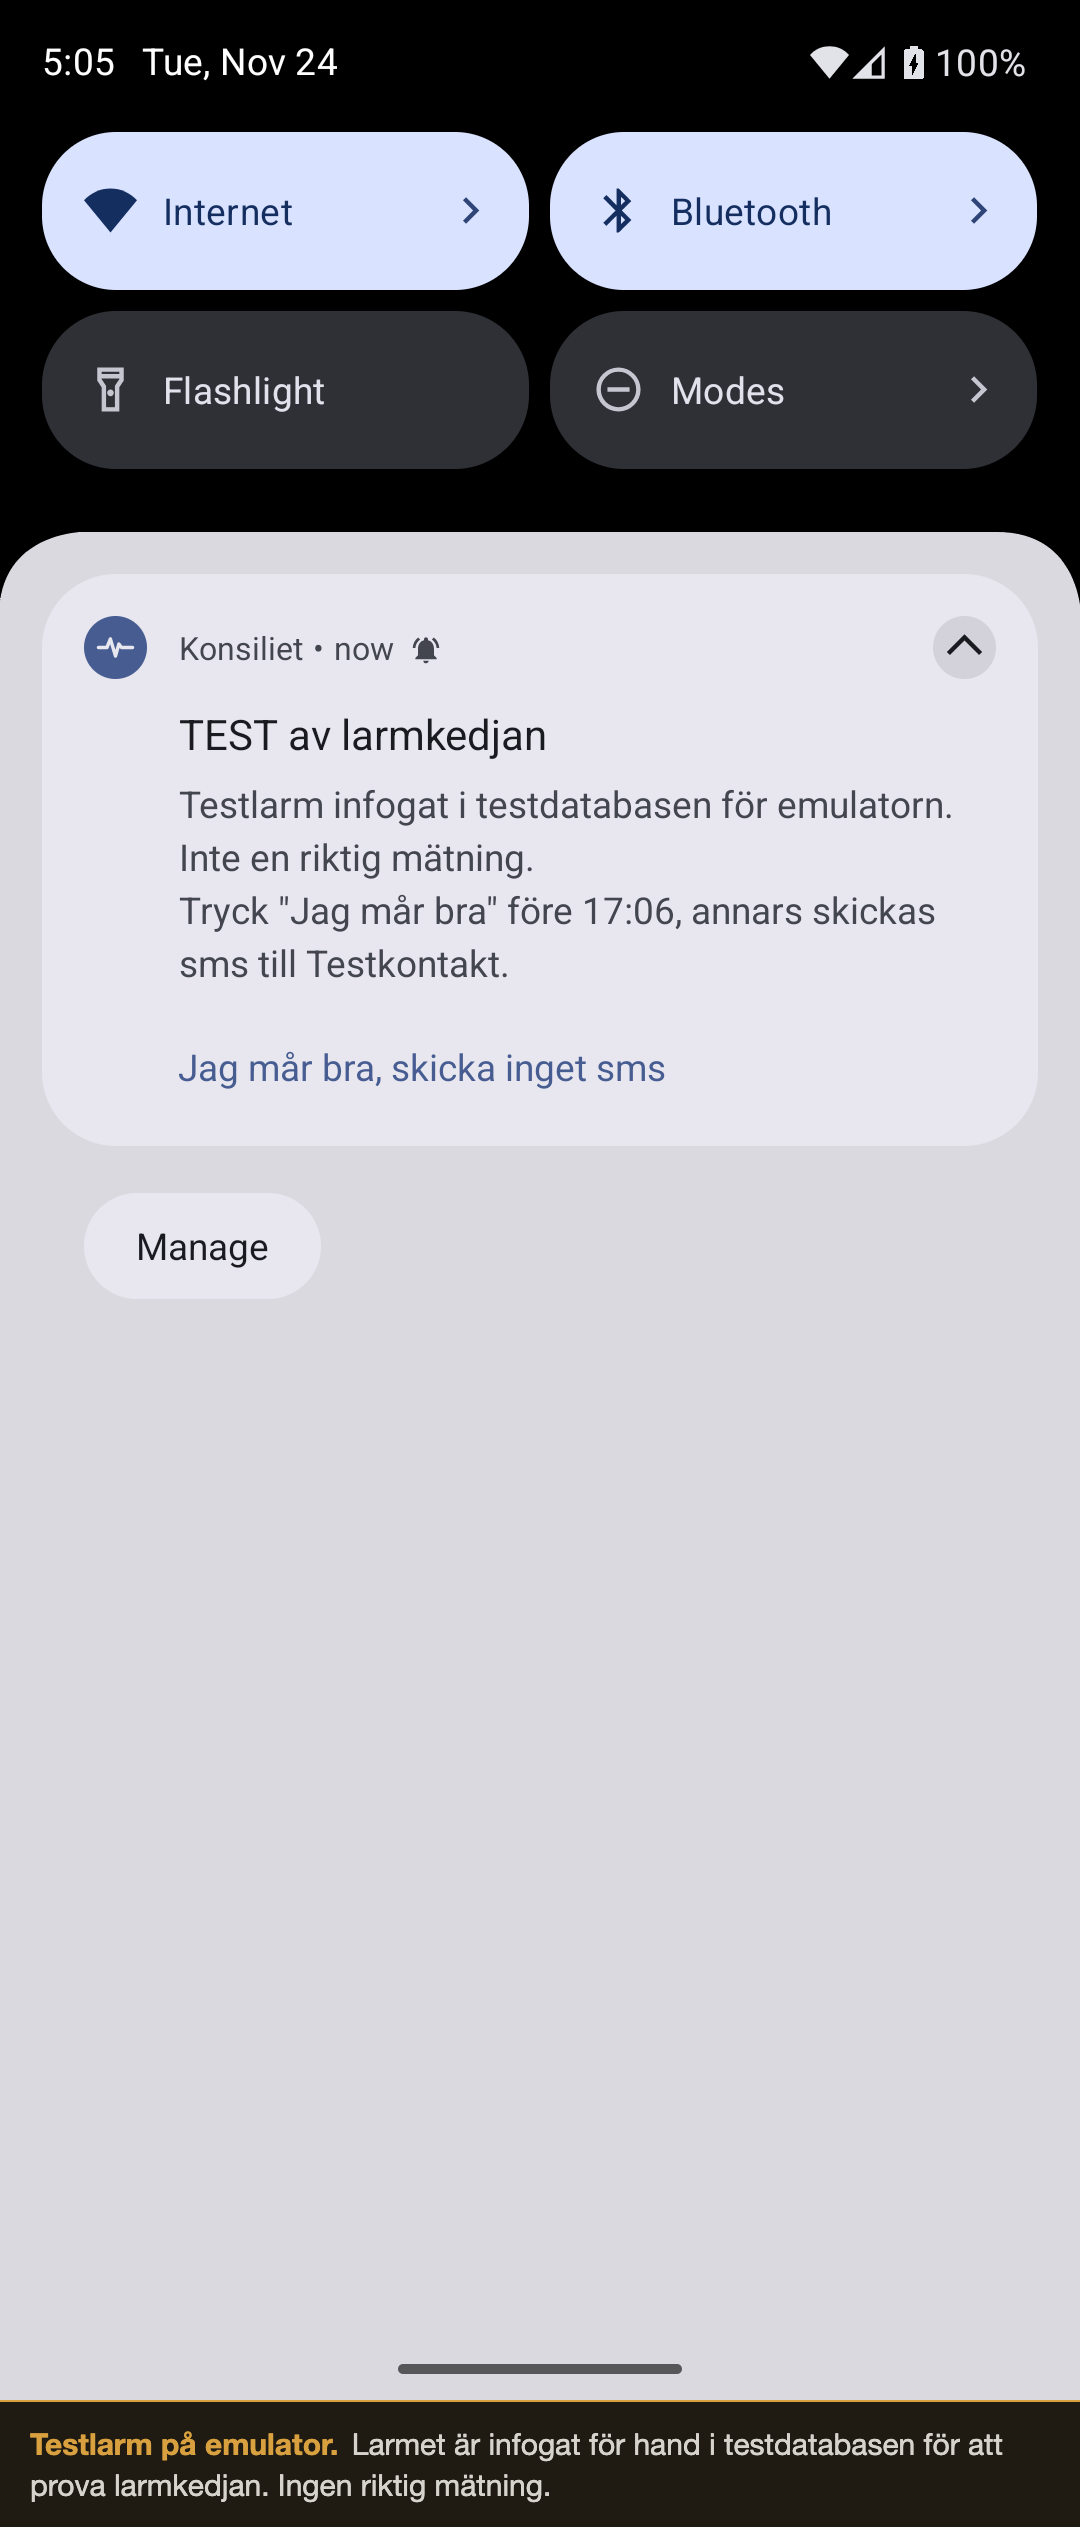 5:05 Tue, Nov 24 100%
Internet
Bluetooth
Flashlight
Modes
Konsiliet • now
TEST av larmkedjan
Testlarm infogat i testdatabasen för emulatorn.
Inte en riktig mätning.
Tryck "Jag mår bra" före 17:06, annars skickas
sms till Testkontakt.
Jag mår bra, skicka inget sms
Manage
Testlarm på emulator. Larmet är infogat för hand i testdatabasen för att
prova larmkedjan. Ingen riktig mätning.